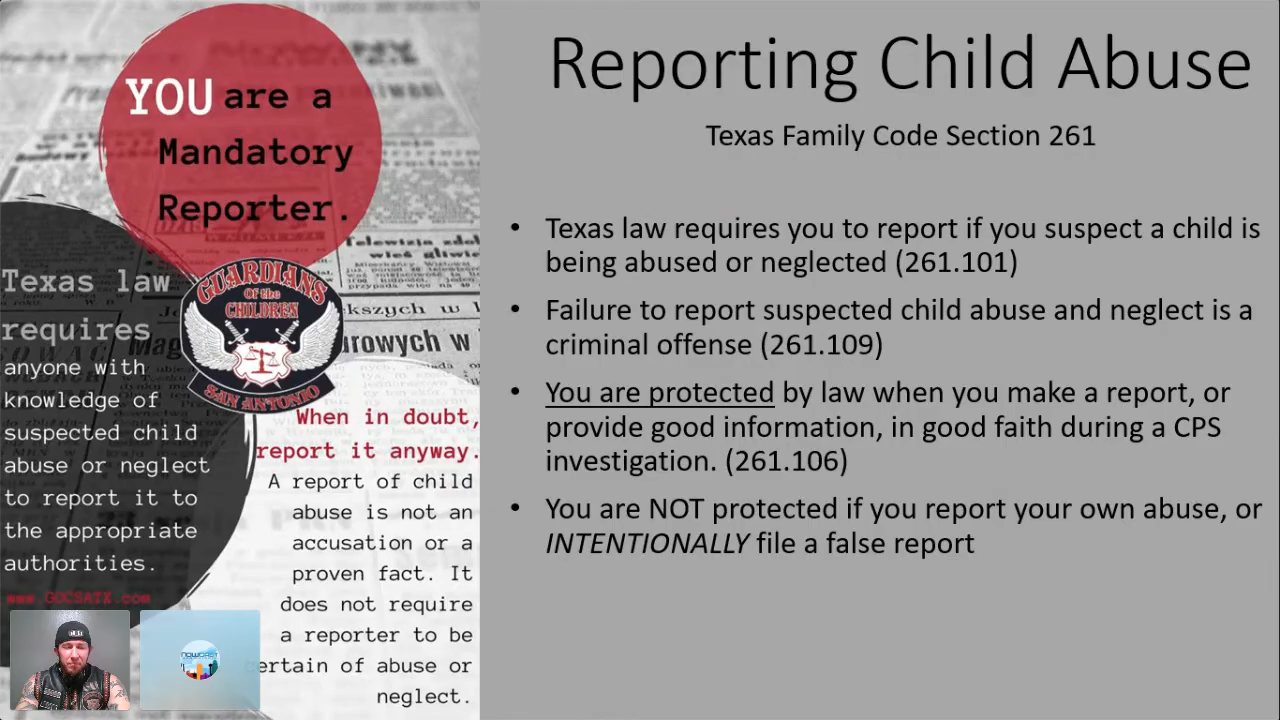 YOU are a
Mandatory
Reporter.
Texas law
requires
anyone with
knowledge of
suspected child
abuse or neglect
to report it to
the appropriate
authorities.
www.GOCSATX.com
GUARDIANS
Of the
CHILDREN
SAN ANTONIO
When in doubt,
report it anyway.
A report of child
abuse is not an
accusation or a
proven fact. It
does not require
a reporter to be
ertain of abuse or
neglect.
Reporting Child Abuse
Texas Family Code Section 261
• Texas law requires you to report if you suspect a child is
being abused or neglected (261.101)
• Failure to report suspected child abuse and neglect is a
criminal offense (261.109)
• You are protected by law when you make a report, or
provide good information, in good faith during a CPS
investigation. (261.106)
• You are NOT protected if you report your own abuse, or
INTENTIONALLY file a false report